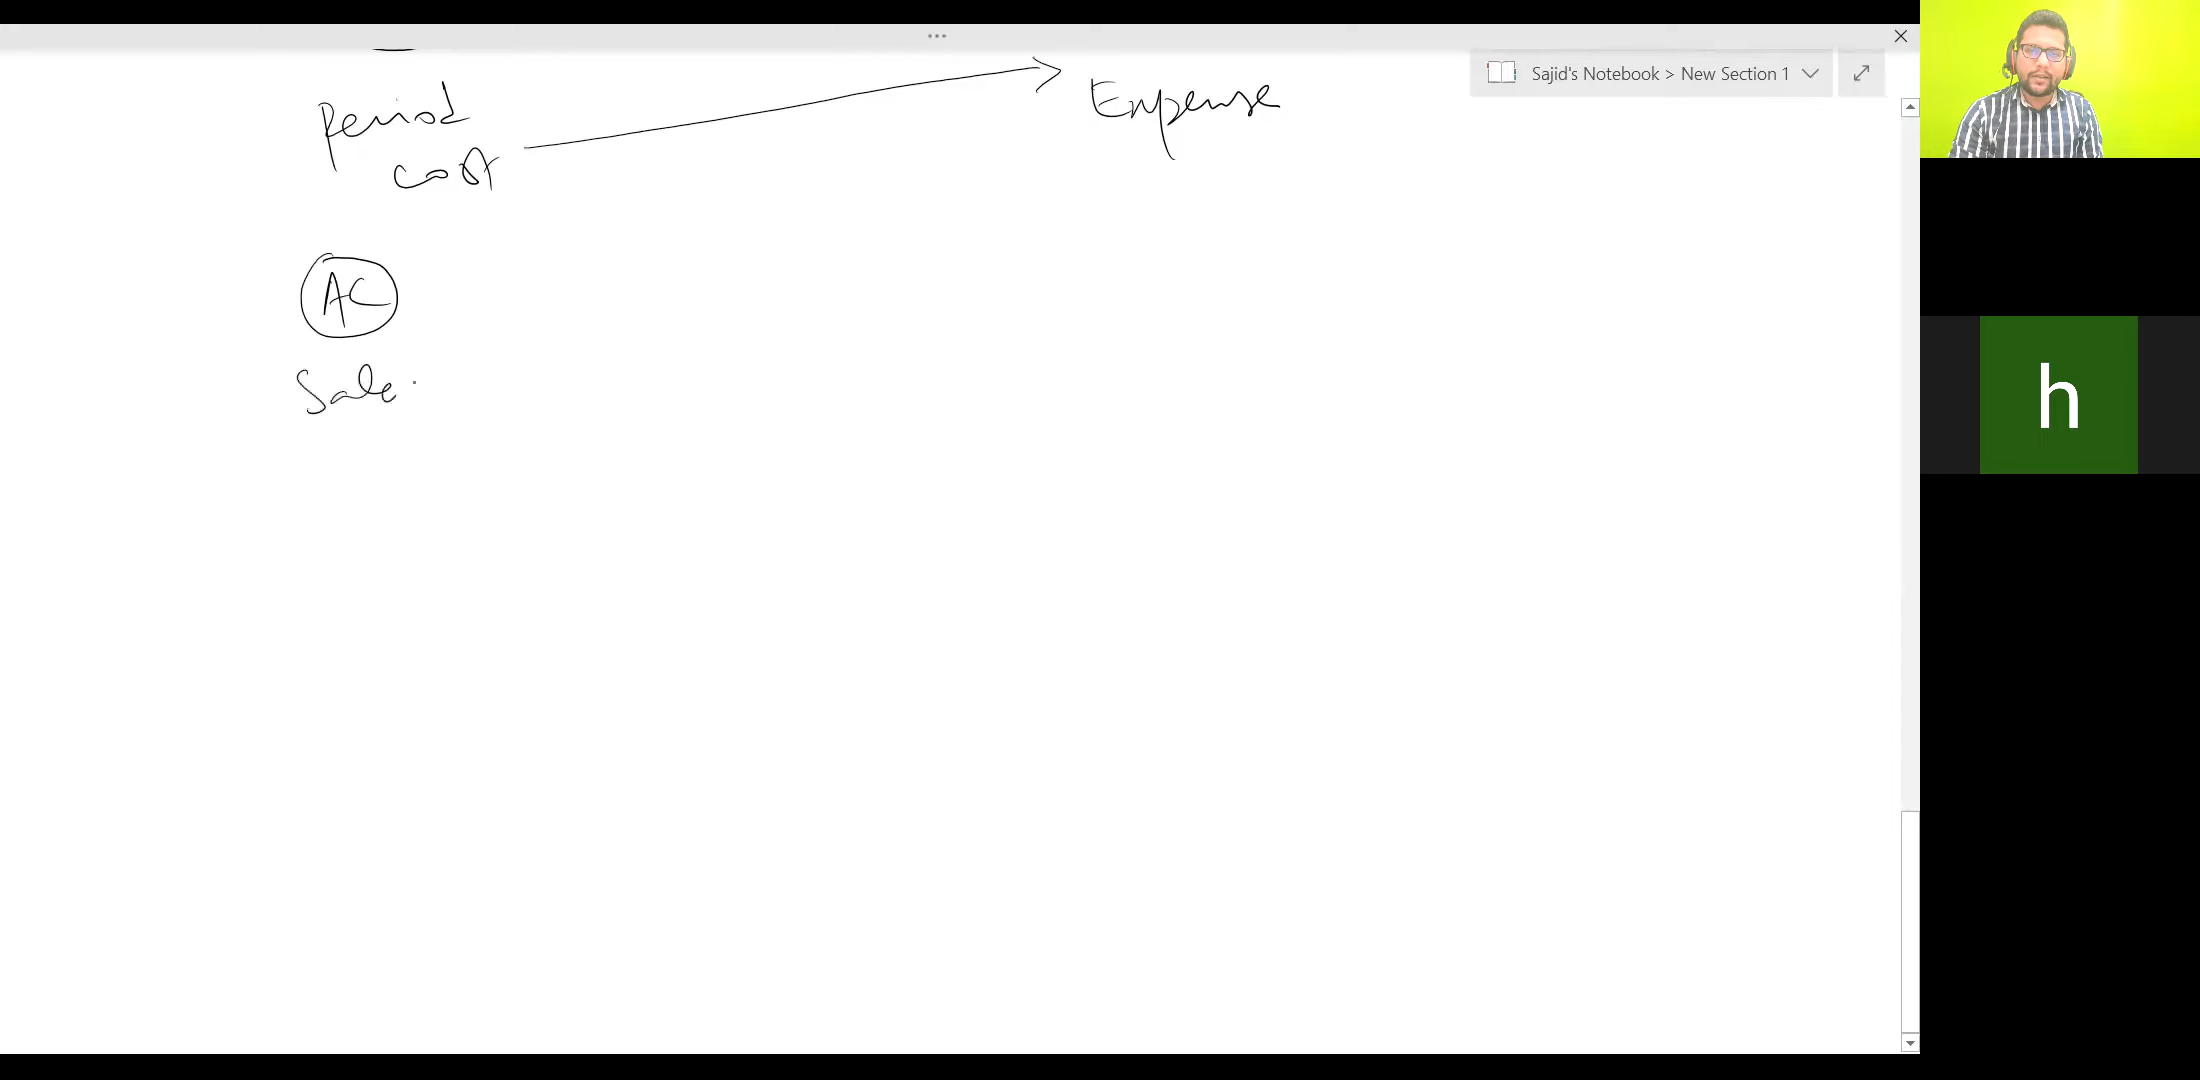 Sajid's Notebook > New Section 1
Period
cost
Expense
AC
Sale
h